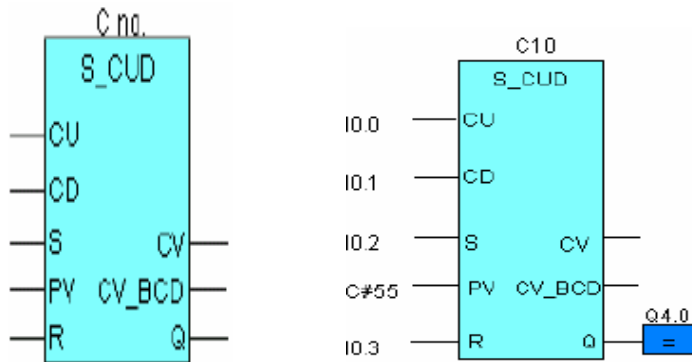 C no.
S_CUD
CU
CD
S CV
PV CV_BCD
R Q
C10
S_CUD
I0.0 CU
I0.1 CD
I0.2 S CV
C#55 PV CV_BCD
I0.3 R Q
Q4.0
=